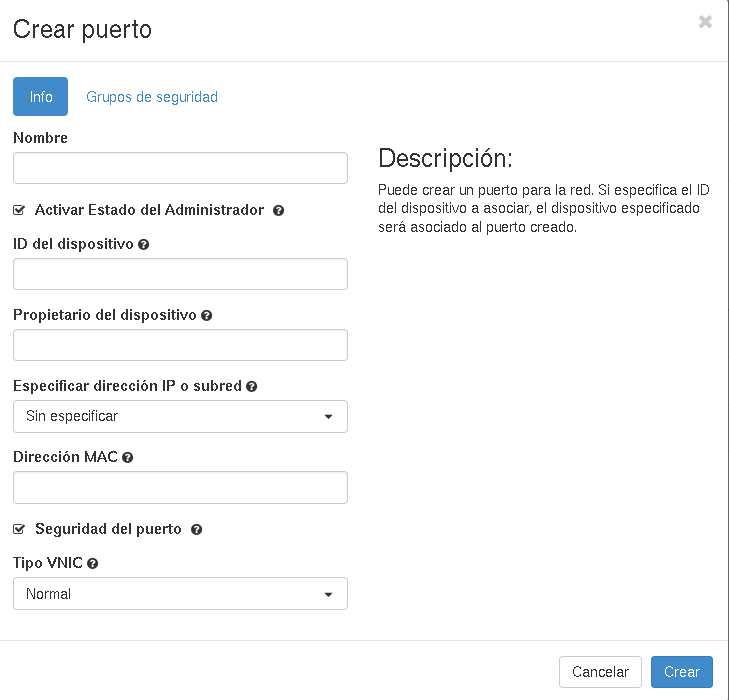 Crear puerto
Info
Grupos de seguridad
Nombre
Activar Estado del Administrador
ID del dispositivo
Propietario del dispositivo
Especificar dirección IP o subred
Sin especificar
Dirección MAC
Seguridad del puerto
Tipo VNIC
Normal
Descripción:
Puede crear un puerto para la red. Si especifica el ID
del dispositivo a asociar, el dispositivo especificado
será asociado al puerto creado.
Cancelar
Crear